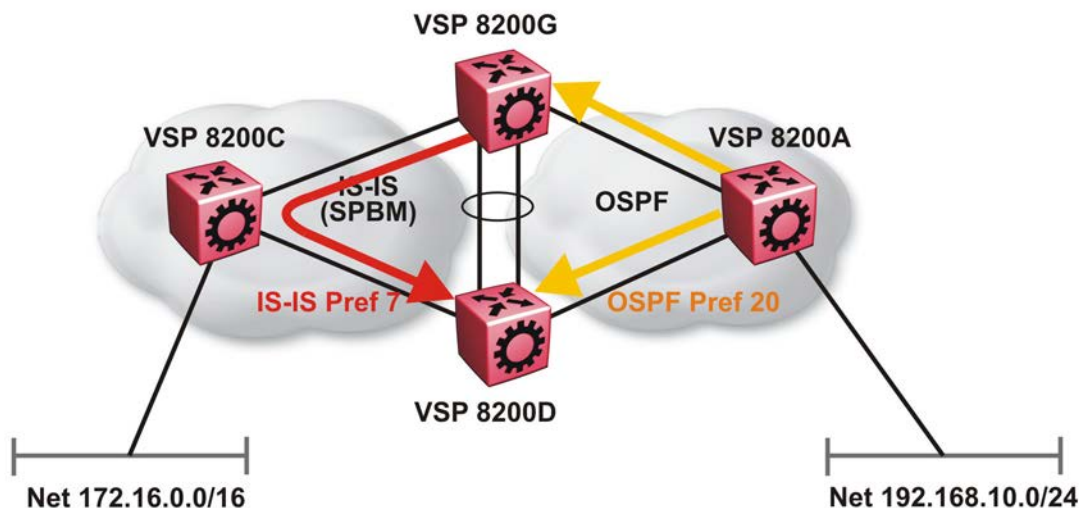 VSP 8200G
VSP 8200C
VSP 8200A
IS-IS
(SPBM)
OSPF
IS-IS Pref 7
OSPF Pref 20
VSP 8200D
Net 172.16.0.0/16
Net 192.168.10.0/24